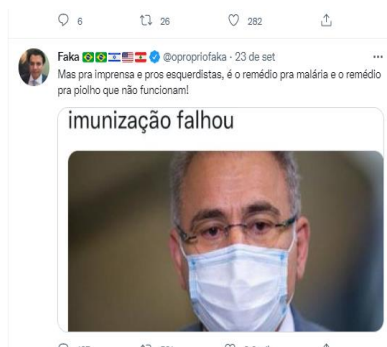 6 26 282
Faka @opropriofaka · 23 de set
Mas pra imprensa e pros esquerdistas, é o remédio pra malária e o remédio
pra piolho que não funcionam!
imunização falhou